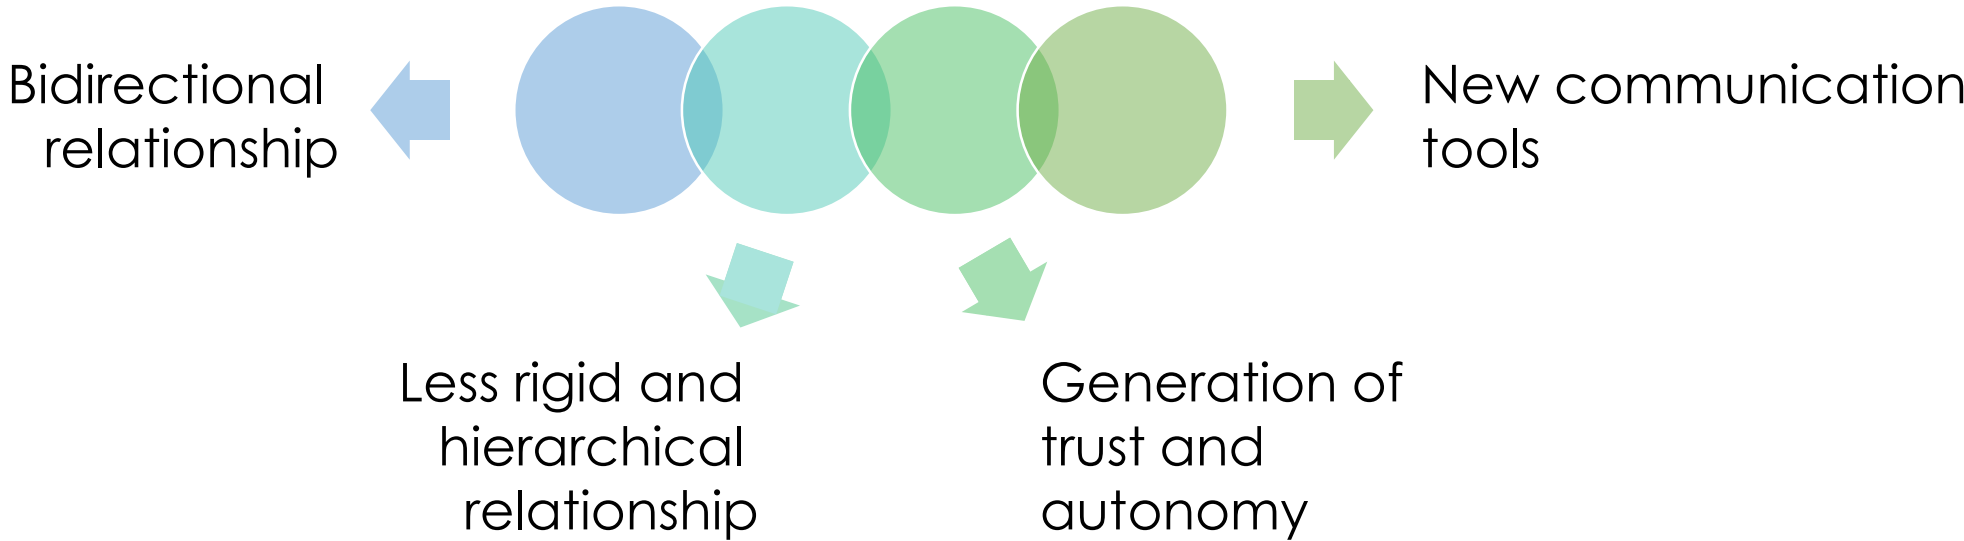 Bidirectional
relationship
New communication
tools
Less rigid and
hierarchical
relationship
Generation of
trust and
autonomy